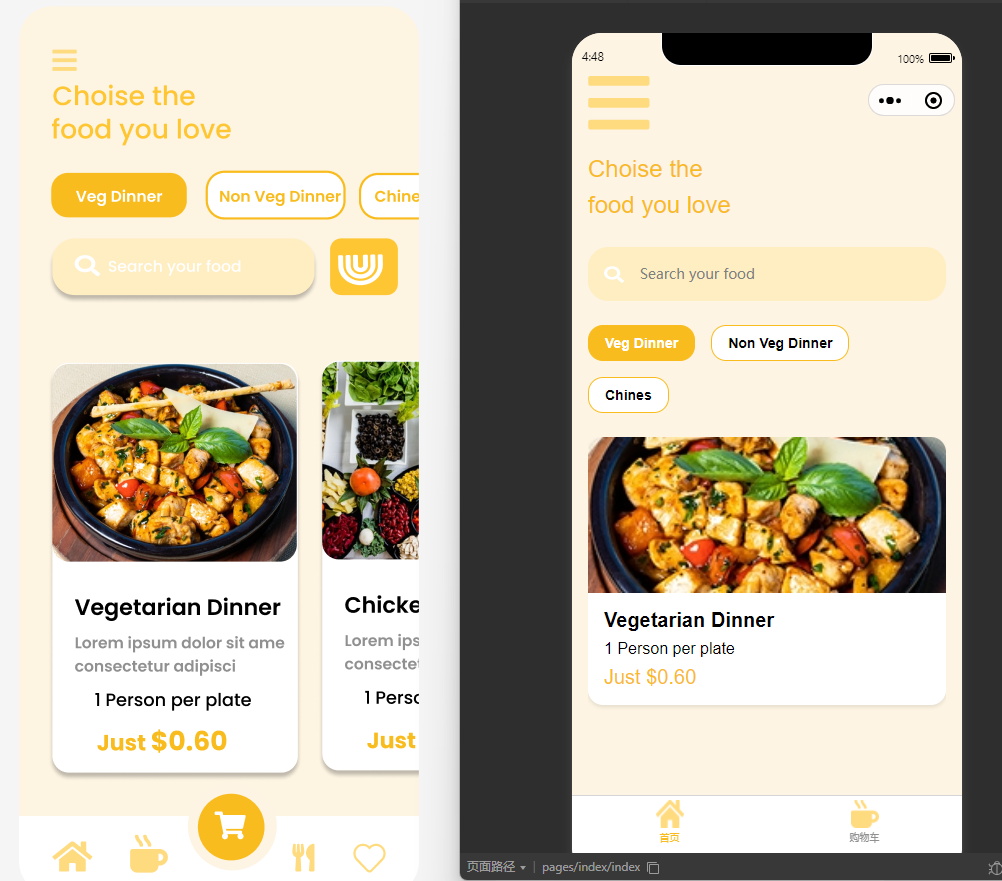 Choise the
food you love
Veg Dinner
Non Veg Dinner
Chine
Search your food
Vegetarian Dinner
Lorem ipsum dolor sit ame
consectetur adipisci
1 Person per plate
Just $0.60
Chicke
Lorem ips
consectet
1 Perso
Just
4:48
100%
Choise the
food you love
Search your food
Veg Dinner
Non Veg Dinner
Chines
Vegetarian Dinner
1 Person per plate
Just $0.60
首页
购物车
页面路径
pages/index/index